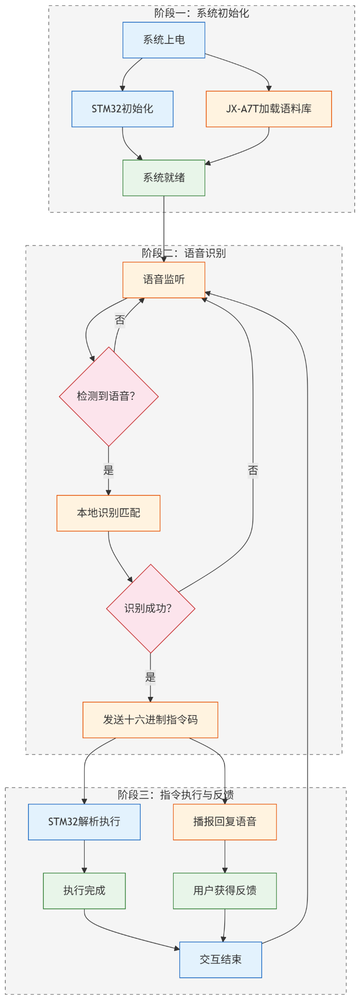 阶段一：系统初始化
系统上电
STM32初始化
JX-A7T加载语料库
系统就绪
阶段二：语音识别
语音监听
否
检测到语音？
是
否
本地识别匹配
识别成功？
是
发送十六进制指令码
阶段三：指令执行与反馈
STM32解析执行
播报回复语音
执行完成
用户获得反馈
交互结束